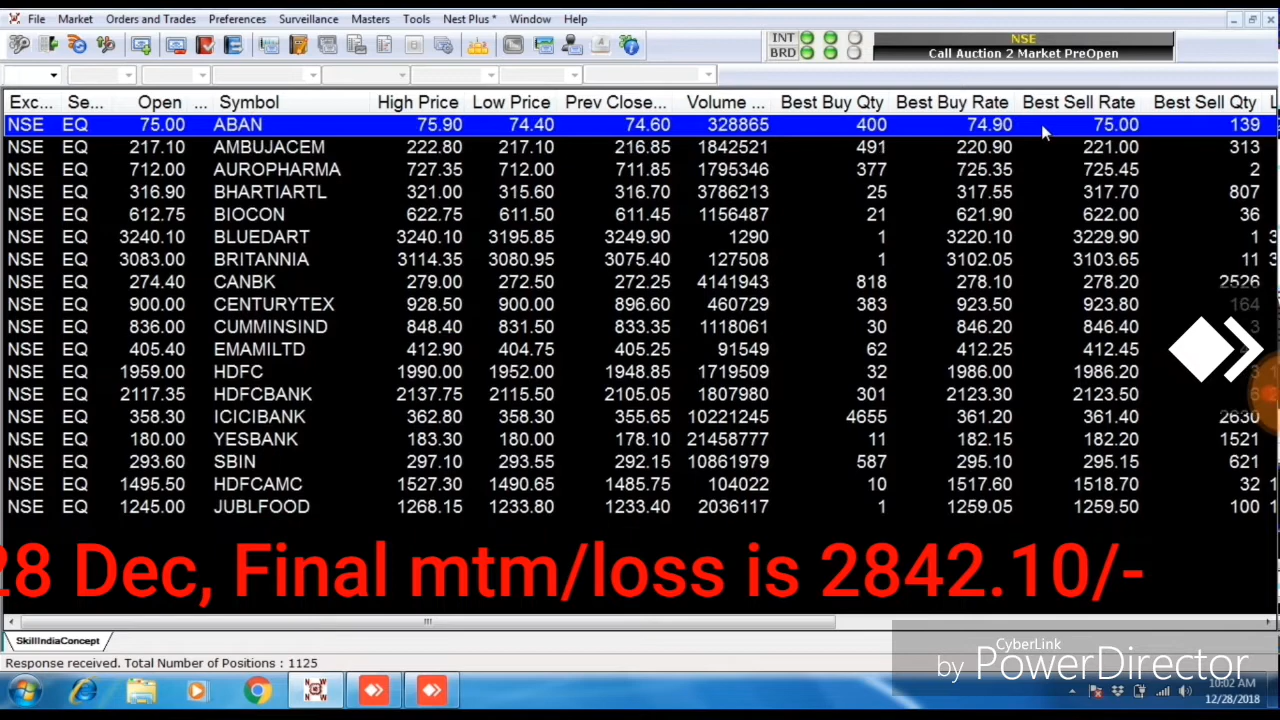 File Market Orders and Trades Preferences Surveillance Masters Tools Nest Plus * Window Help
INT NSE
BRD Call Auction 2 Market PreOpen
Exc... Se... Open ... Symbol High Price Low Price Prev Close... Volume ... Best Buy Qty Best Buy Rate Best Sell Rate Best Sell Qty L
NSE EQ 75.00 ABAN 75.90 74.40 74.60 328865 400 74.90 75.00 139
NSE EQ 217.10 AMBUJACEM 222.80 217.10 216.85 1842521 491 220.90 221.00 313
NSE EQ 712.00 AUROPHARMA 727.35 712.00 711.85 1795346 377 725.35 725.45 2
NSE EQ 316.90 BHARTIARTL 321.00 315.60 316.70 3786213 25 317.55 317.70 807
NSE EQ 612.75 BIOCON 622.75 611.50 611.45 1156487 21 621.90 622.00 36
NSE EQ 3240.10 BLUEDART 3240.10 3195.85 3249.90 1290 1 3220.10 3229.90 1 3
NSE EQ 3083.00 BRITANNIA 3114.35 3080.95 3075.40 127508 1 3102.05 3103.65 11 3
NSE EQ 274.40 CANBK 279.00 272.50 272.25 4141943 818 278.10 278.20 2526
NSE EQ 900.00 CENTURYTEX 928.50 900.00 896.60 460729 383 923.50 923.80 164
NSE EQ 836.00 CUMMINSIND 848.40 831.50 833.35 1118061 30 846.20 846.40 3
NSE EQ 405.40 EMAMILTD 412.90 404.75 405.25 91549 62 412.25 412.45
NSE EQ 1959.00 HDFC 1990.00 1952.00 1948.85 1719509 32 1986.00 1986.20
NSE EQ 2117.35 HDFCBANK 2137.75 2115.50 2105.05 1807980 301 2123.30 2123.50
NSE EQ 358.30 ICICIBANK 362.80 358.30 355.65 10221245 4655 361.20 361.40 2630
NSE EQ 180.00 YESBANK 183.30 180.00 178.10 21458777 11 182.15 182.20 1521
NSE EQ 293.60 SBIN 297.10 293.55 292.15 10861979 587 295.10 295.15 621
NSE EQ 1495.50 HDFCAMC 1527.30 1490.65 1485.75 104022 10 1517.60 1518.70 32 1
NSE EQ 1245.00 JUBLFOOD 1268.15 1233.80 1233.40 2036117 1 1259.05 1259.50 100 1
28 Dec, Final mtm/loss is 2842.10/-
SkillIndiaConcept
Response received. Total Number of Positions : 1125
CyberLink
by PowerDirector
10:02 AM
12/28/2018